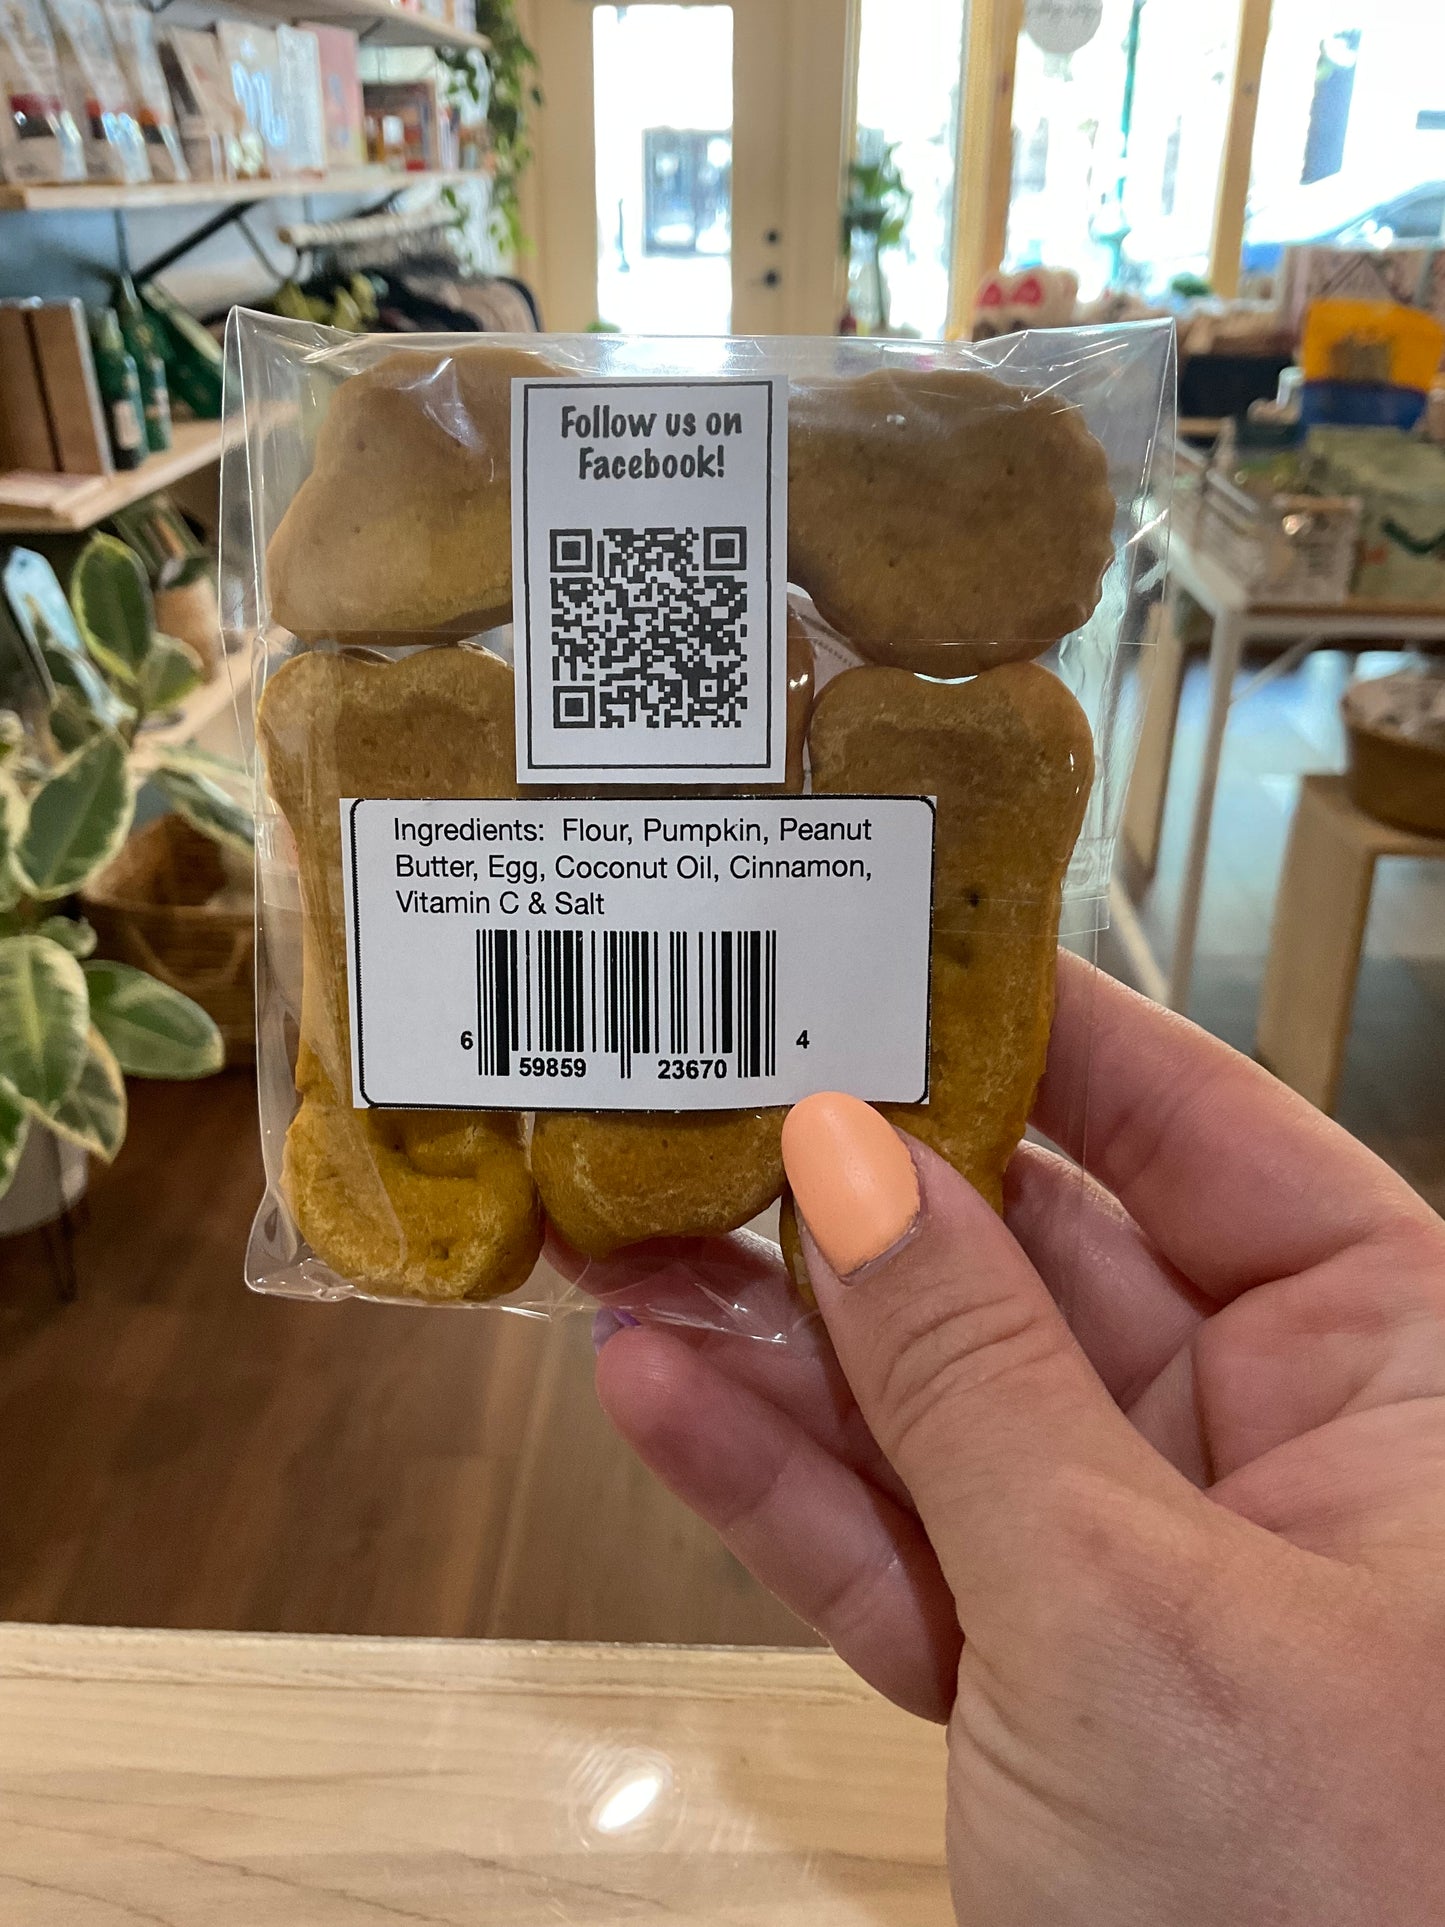 Follow us on
Facebook!
Ingredients: Flour, Pumpkin, Peanut
Butter, Egg, Coconut Oil, Cinnamon,
Vitamin C & Salt
6 59859 23670 4